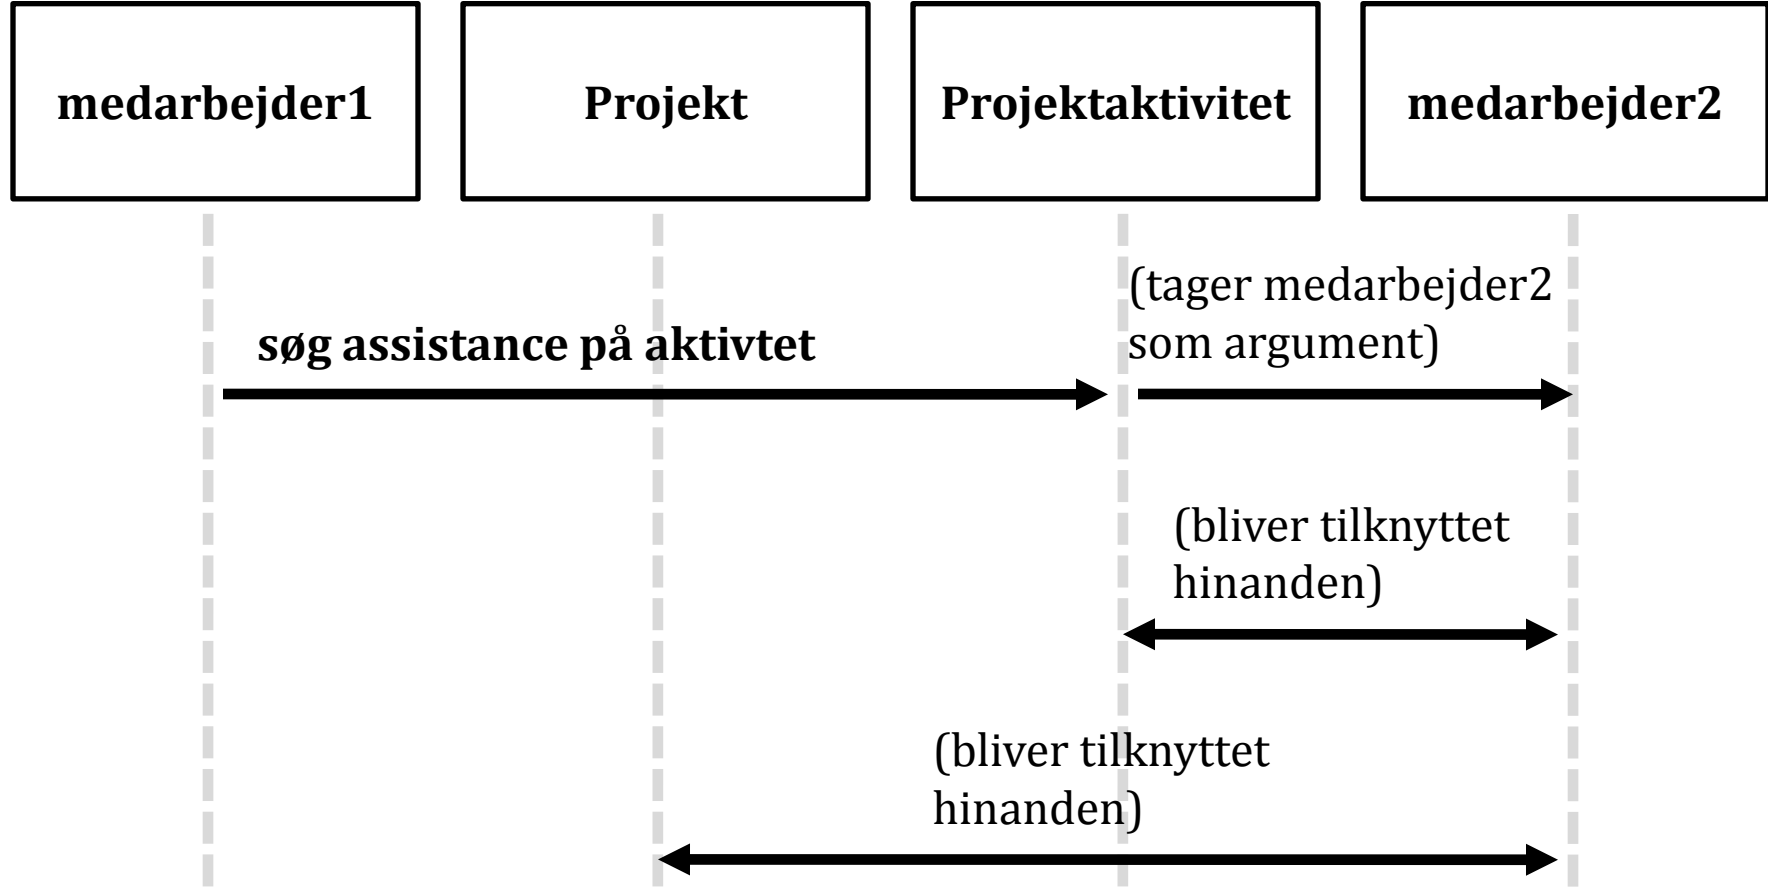 medarbejder1
Projekt
Projektaktivitet
medarbejder2
(tager medarbejder2
som argument)
søg assistance på aktivtet
(bliver tilknyttet
hinanden)
(bliver tilknyttet
hinanden)